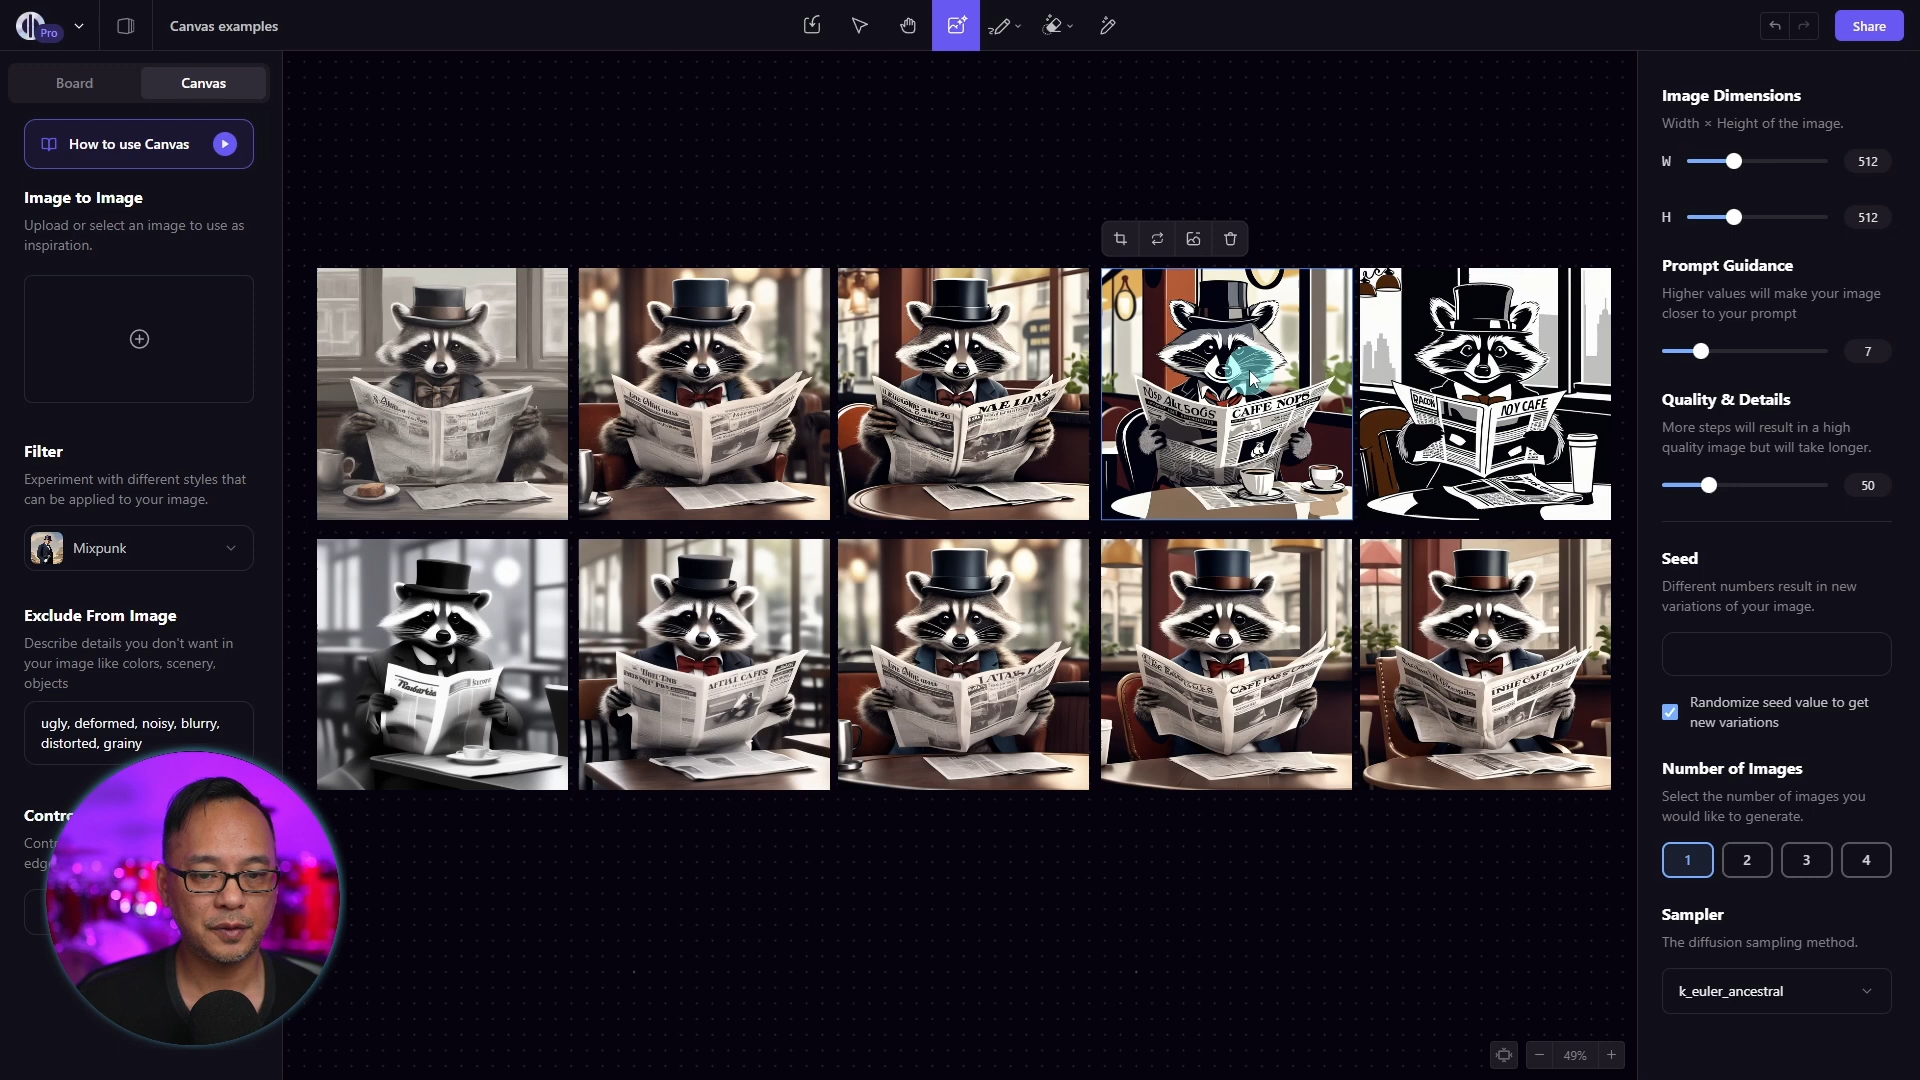 Pro
Canvas examples
Share
Board
Canvas
How to use Canvas
Image to Image
Upload or select an image to use as
inspiration.
Filter
Experiment with different styles that
can be applied to your image.
Mixpunk
Exclude From Image
Describe details you don't want in
your image like colors, scenery,
objects
ugly, deformed, noisy, blurry,
distorted, grainy
CAFFE NOPS
NOY CAFE
Image Dimensions
Width × Height of the image.
W
512
H
512
Prompt Guidance
Higher values will make your image
closer to your prompt
7
Quality & Details
More steps will result in a high
quality image but will take longer.
50
Seed
Different numbers result in new
variations of your image.
Randomize seed value to get
new variations
Number of Images
Select the number of images you
would like to generate.
1
2
3
4
Sampler
The diffusion sampling method.
k_euler_ancestral
49%